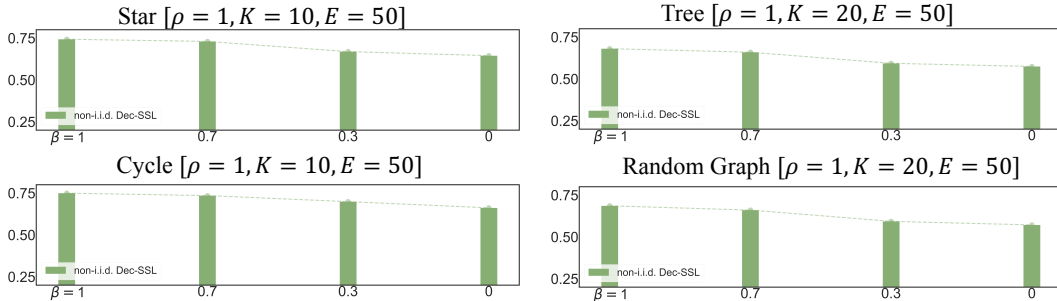 Star [ρ = 1, K = 10, E = 50]
0.75
0.50
0.25
non-i.i.d. Dec-SSL
β = 1
0.7
0.3
0
Tree [ρ = 1, K = 20, E = 50]
0.75
0.50
0.25
non-i.i.d. Dec-SSL
β = 1
0.7
0.3
0
Cycle [ρ = 1, K = 10, E = 50]
0.75
0.50
0.25
non-i.i.d. Dec-SSL
β = 1
0.7
0.3
0
Random Graph [ρ = 1, K = 20, E = 50]
0.75
0.50
0.25
non-i.i.d. Dec-SSL
β = 1
0.7
0.3
0